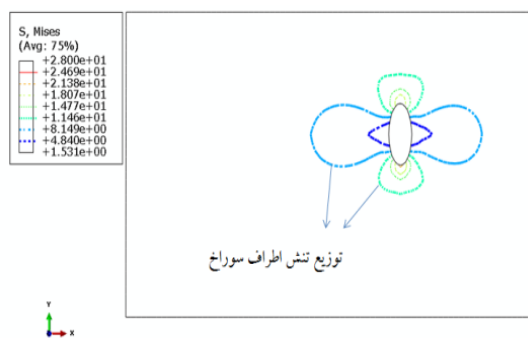 S, Mises
(Avg: 75%)
+2.800e+01
+2.469e+01
+2.138e+01
+1.807e+01
+1.477e+01
+1.146e+01
+8.149e+00
+4.840e+00
+1.531e+00
توزیع تنش اطراف سوراخ
Y
X